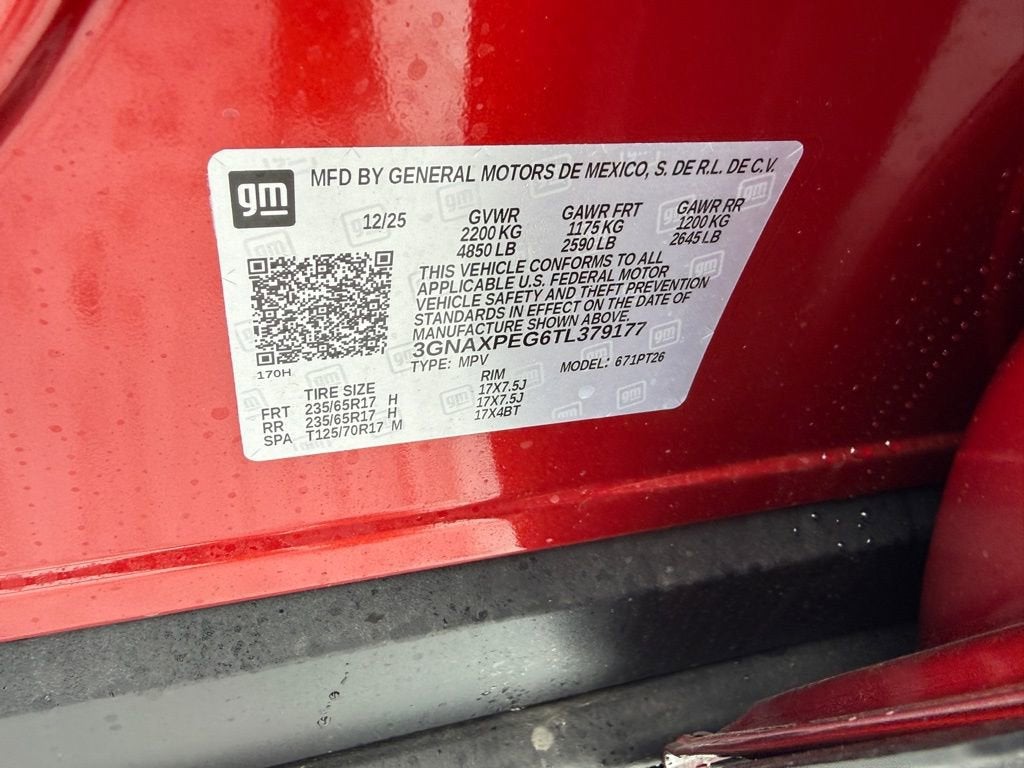 gm
MFD BY GENERAL MOTORS DE MEXICO, S. DE R.L. DE C.V.
12/25
GVWR
2200 KG
4850 LB
GAWR FRT
1175 KG
2590 LB
GAWR RR
1200 KG
2645 LB
THIS VEHICLE CONFORMS TO ALL
APPLICABLE U.S. FEDERAL MOTOR
VEHICLE SAFETY AND THEFT PREVENTION
STANDARDS IN EFFECT ON THE DATE OF
MANUFACTURE SHOWN ABOVE.
3GNAXPEG6TL379177
TYPE: MPV MODEL: 671PT26
170H
TIRE SIZE RIM
FRT 235/65R17 H 17X7.5J
RR 235/65R17 H 17X7.5J
SPA T125/70R17 M 17X4BT